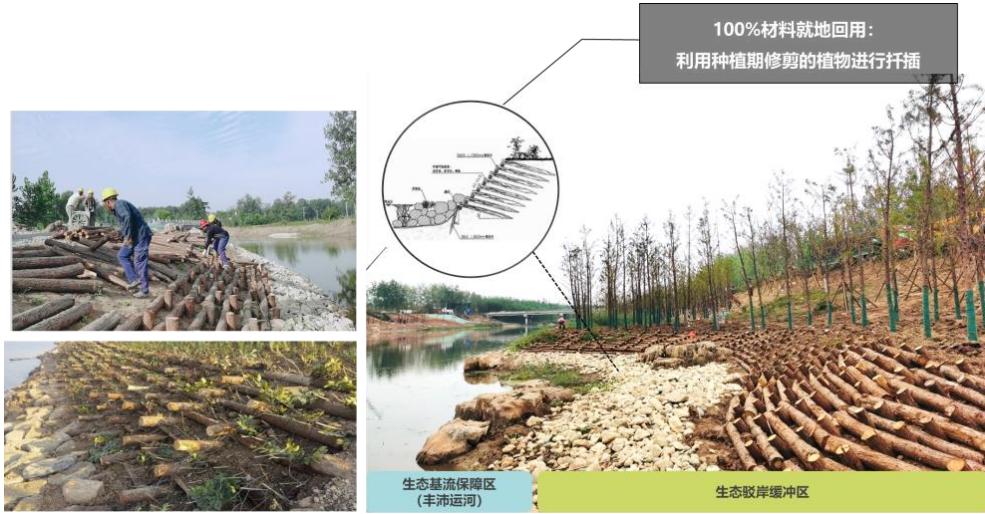 100%材料就地回用：
利用种植期修剪的植物进行扦插
生态基流保障区
（丰沛运河）
生态驳岸缓冲区